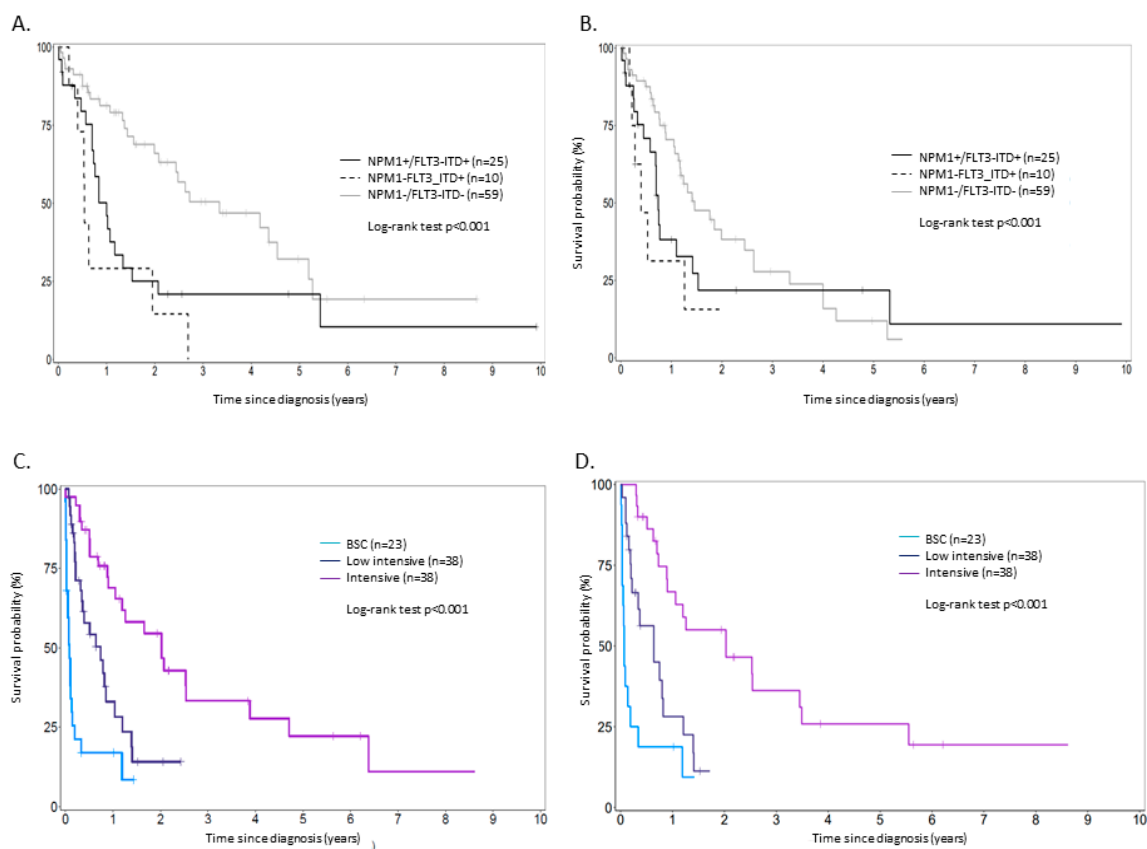 A.
100
75
50
25
0
0 1 2 3 4 5 6 7 8 9 10
Time since diagnosis (years)
NPM1+/FLT3-ITD+ (n=25)
NPM1-FLT3_ITD+ (n=10)
NPM1-/FLT3-ITD- (n=59)
Log-rank test p<0.001
B.
Survival probability (%)
100
75
50
25
0
0 1 2 3 4 5 6 7 8 9 10
Time since diagnosis (years)
NPM1+/FLT3-ITD+ (n=25)
NPM1-FLT3_ITD+ (n=10)
NPM1-/FLT3-ITD- (n=59)
Log-rank test p<0.001
C.
Survival probability (%)
100
75
50
25
0
0 1 2 3 4 5 6 7 8 9 10
Time since diagnosis (years)
)
BSC (n=23)
Low intensive (n=38)
Intensive (n=38)
Log-rank test p<0.001
D.
Survival probability (%)
100
75
50
25
0
0 1 2 3 4 5 6 7 8 9 10
Time since diagnosis (years)
BSC (n=23)
Low intensive (n=38)
Intensive (n=38)
Log-rank test p<0.001